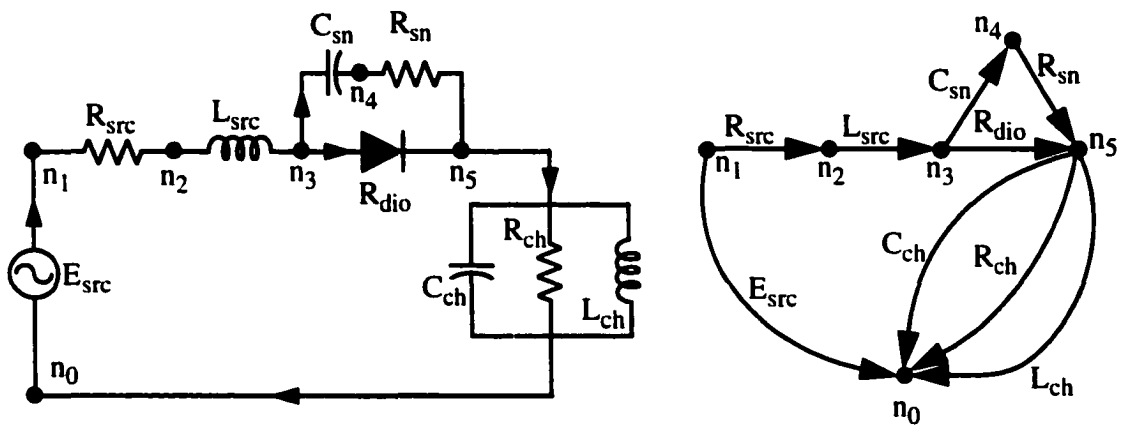 C_sn
R_sn
n_4
R_src
L_src
n_1
n_2
n_3
n_5
R_dio
E_src
C_ch
R_ch
L_ch
n_0
n_4
C_sn
R_sn
R_src
L_src
R_dio
n_5
n_1
n_2
n_3
C_ch
R_ch
E_src
L_ch
n_0